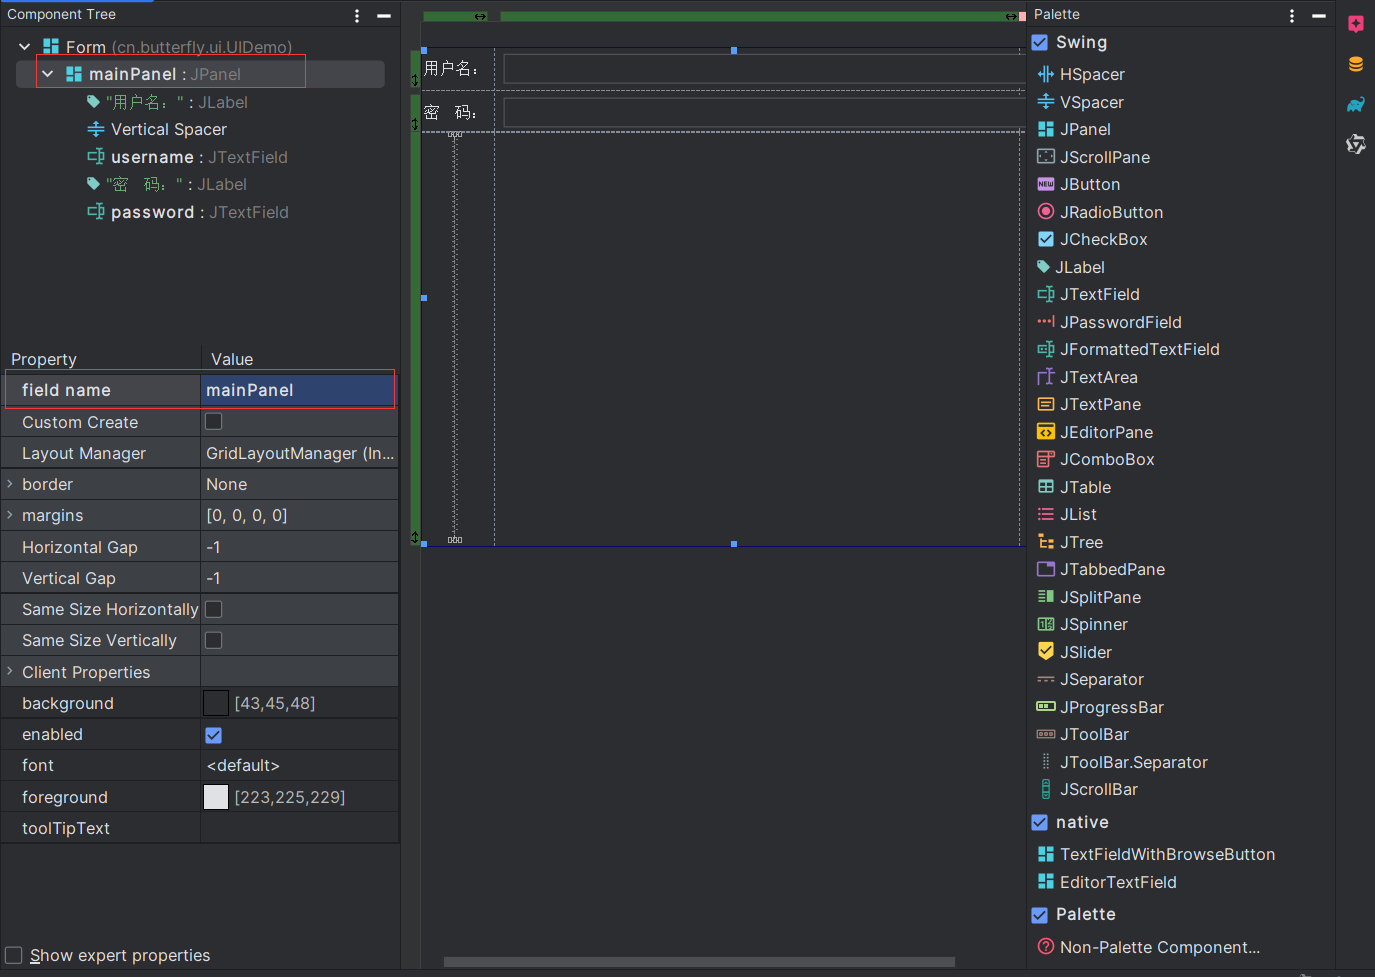 Component Tree
Form (cn.butterfly.ui.UIDemo)
mainPanel : JPanel
"用户名：" : JLabel
Vertical Spacer
username : JTextField
"密　码：" : JLabel
password : JTextField
Property Value
field name mainPanel
Custom Create
Layout Manager GridLayoutManager (In...
border None
margins [0, 0, 0, 0]
Horizontal Gap -1
Vertical Gap -1
Same Size Horizontally
Same Size Vertically
Client Properties
background [43,45,48]
enabled
font <default>
foreground [223,225,229]
toolTipText
Show expert properties
用户名：
密　码：
Palette
Swing
HSpacer
VSpacer
JPanel
JScrollPane
NEW JButton
JRadioButton
JCheckBox
JLabel
JTextField
JPasswordField
JFormattedTextField
JTextArea
JTextPane
JEditorPane
JComboBox
JTable
JList
JTree
JTabbedPane
JSplitPane
JSpinner
JSlider
JSeparator
JProgressBar
JToolBar
JToolBar.Separator
JScrollBar
native
TextFieldWithBrowseButton
EditorTextField
Palette
Non-Palette Component...